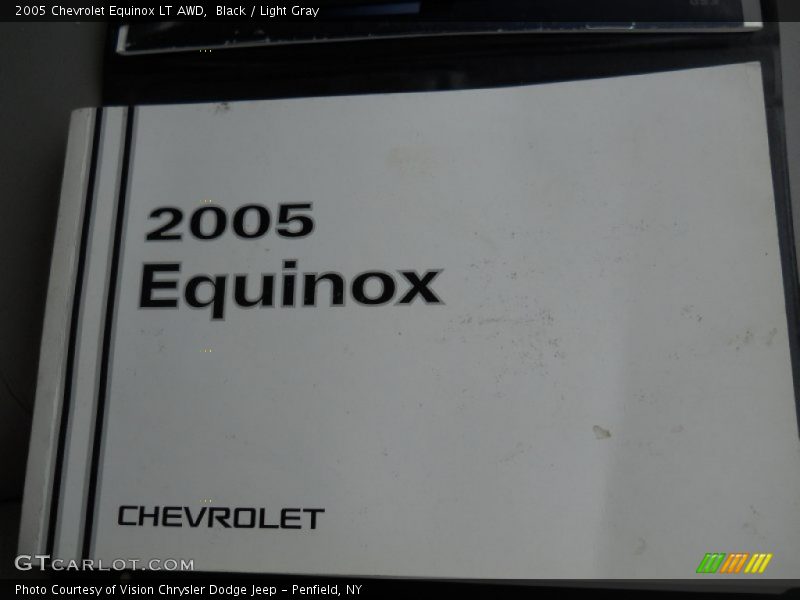 2005 Chevrolet Equinox LT AWD, Black / Light Gray
2005
Equinox
CHEVROLET
GTCARLOT.COM
Photo Courtesy of Vision Chrysler Dodge Jeep - Penfield, NY